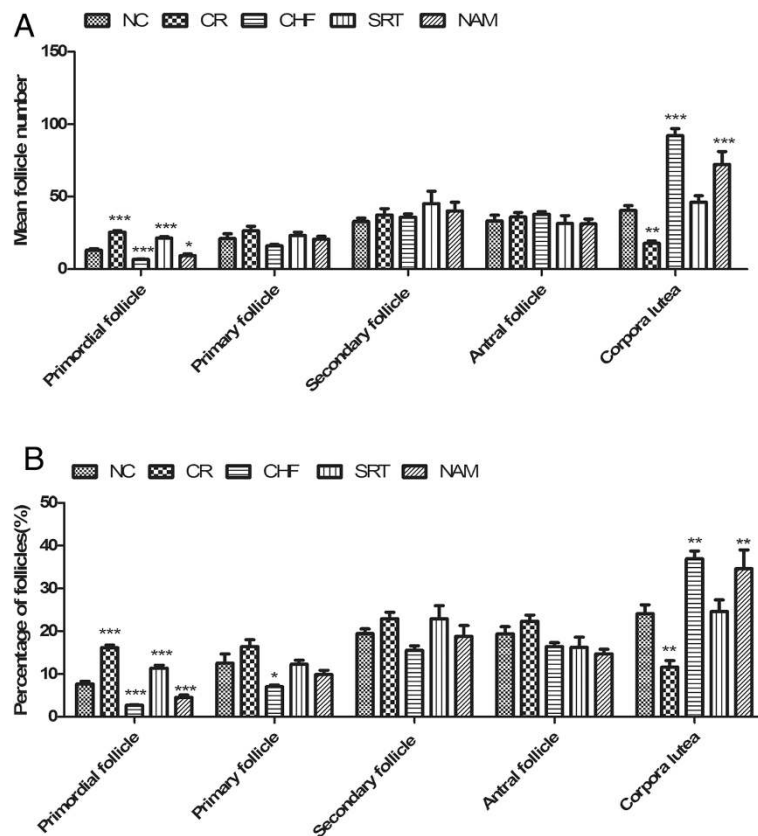 A
NC CR CHF SRT NAM
Mean follicle number
150
100
50
0
*** *** *** * ** *** ***
Primordial follicle
Primary follicle
Secondary follicle
Antral follicle
Corpora lutea
B
NC CR CHF SRT NAM
Percentage of follicles(%)
50
40
30
20
10
0
*** *** *** *** * ** ** **
Primordial follicle
Primary follicle
Secondary follicle
Antral follicle
Corpora lutea